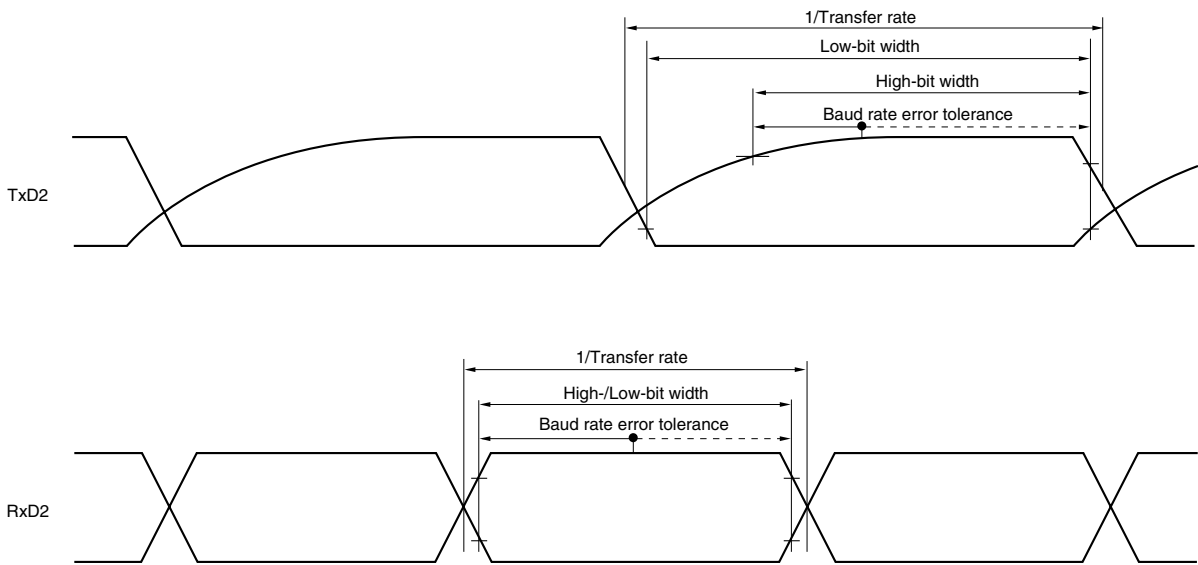 1/Transfer rate
Low-bit width
High-bit width
Baud rate error tolerance
TxD2
1/Transfer rate
High-/Low-bit width
Baud rate error tolerance
RxD2